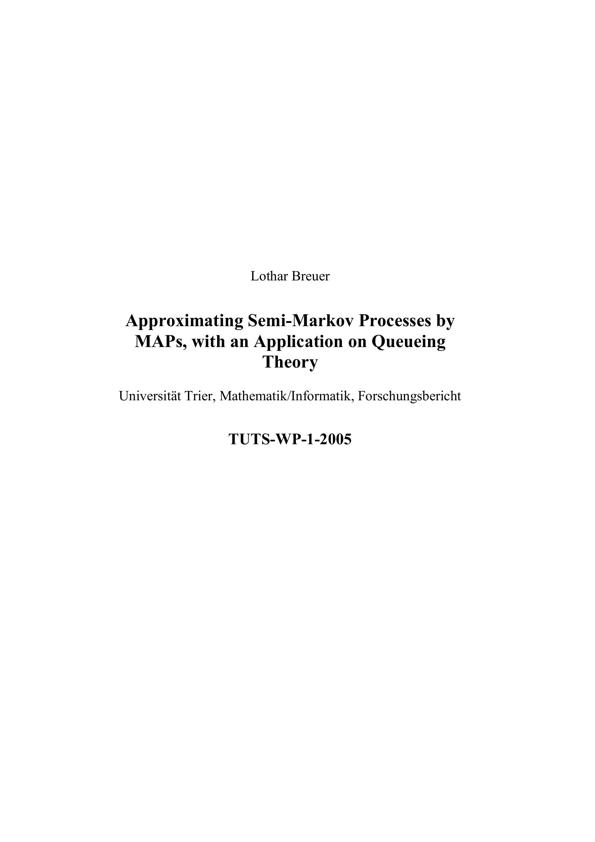 Lothar Breuer
Approximating Semi-Markov Processes by
MAPs, with an Application on Queueing
Theory
Universität Trier, Mathematik/Informatik, Forschungsbericht
TUTS-WP-1-2005